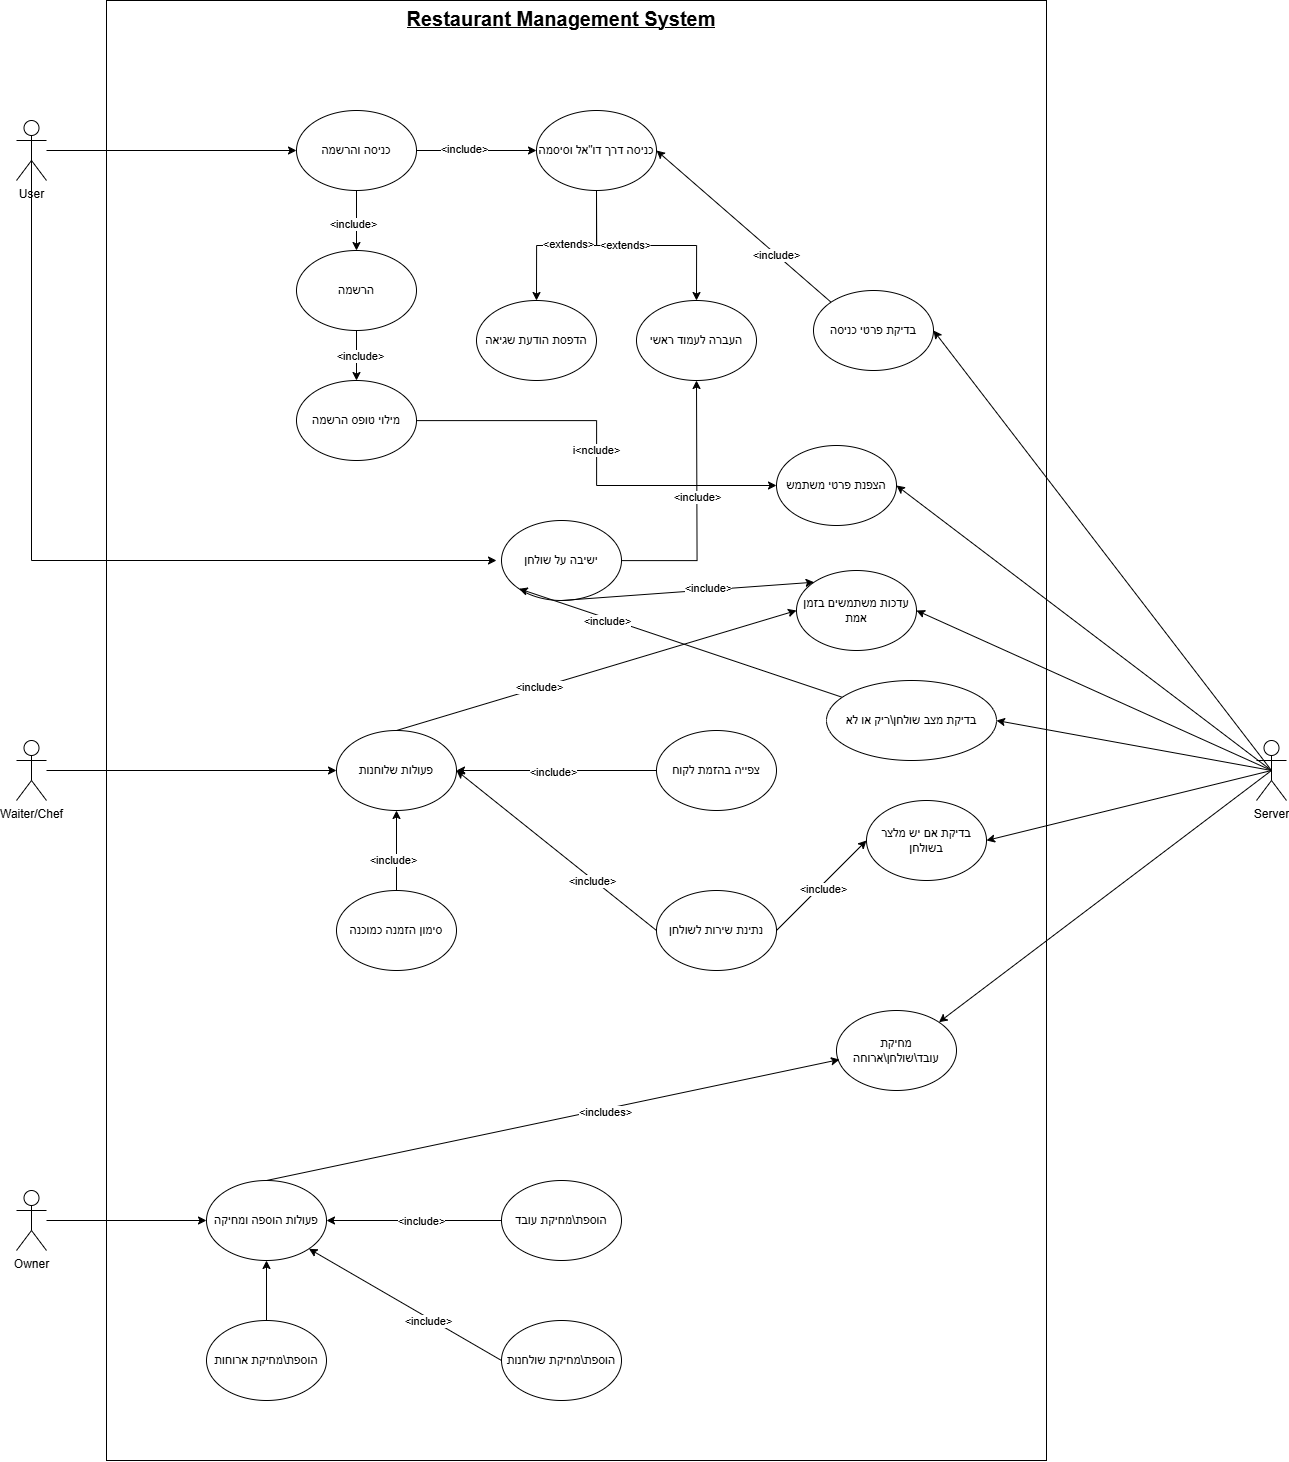 Restaurant Management System
User
כניסה והרשמה
<include>
כניסה דרך דו"אל וסיסמה
<include>
<include>
<extends>
<extends>
הרשמה
הדפסת הודעת שגיאה
העברה לעמוד ראשי
בדיקת פרטי כניסה
<include>
מילוי טופס הרשמה
i<nclude>
הצפנת פרטי משתמש
<include>
ישיבה על שולחן
<include>
עדכות משתמשים בזמן
אמת
<include>
<include>
בדיקת מצב שולחן\ריק או לא
Waiter/Chef
פעולות שלוחנות
<include>
צפייה בהזמת לקוח
Server
בדיקת אם יש מלצר
בשולחן
<include>
<include>
<include>
סימון הזמנה כמוכנה
נתינת שירות לשולחן
מחיקת
עובד\שולחן\ארוחה
<includes>
Owner
פעולות הוספה ומחיקה
<include>
הוספת\מחיקת עובד
<include>
הוספת\מחיקת ארוחות
הוספת\מחיקת שולחנות